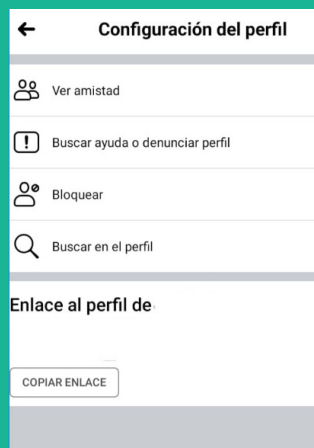 Configuración del perfil
Ver amistad
Buscar ayuda o denunciar perfil
Bloquear
Buscar en el perfil
Enlace al perfil de
COPIAR ENLACE